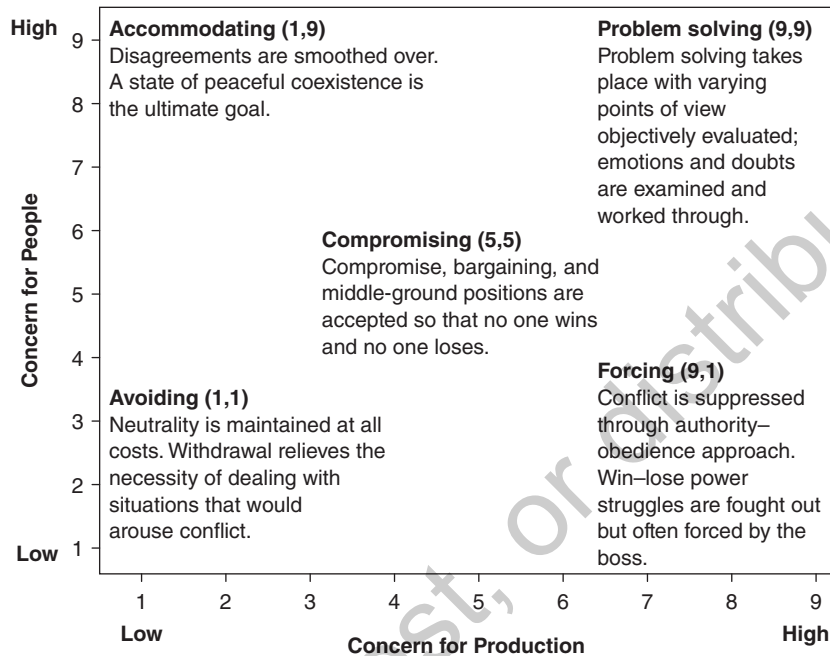 High
9
8
7
6
5
4
3
2
1
Low
Concern for People
Accommodating (1,9)
Disagreements are smoothed over.
A state of peaceful coexistence is
the ultimate goal.
Problem solving (9,9)
Problem solving takes
place with varying
points of view
objectively evaluated;
emotions and doubts
are examined and
worked through.
Compromising (5,5)
Compromise, bargaining, and
middle-ground positions are
accepted so that no one wins
and no one loses.
Avoiding (1,1)
Neutrality is maintained at all
costs. Withdrawal relieves the
necessity of dealing with
situations that would
arouse conflict.
Forcing (9,1)
Conflict is suppressed
through authority–
obedience approach.
Win–lose power
struggles are fought out
but often forced by the
boss.
1 2 3 4 5 6 7 8 9
Low High
Concern for Production
or